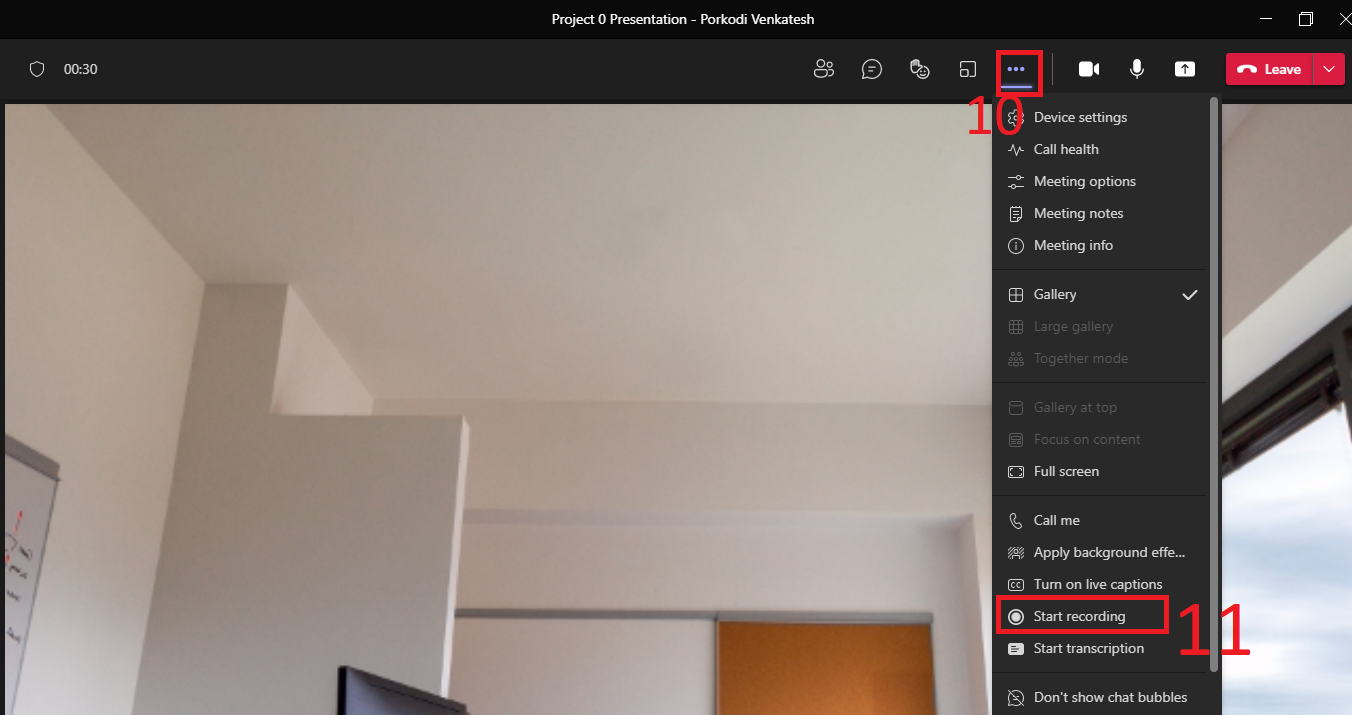 Project 0 Presentation - Porkodi Venkatesh
00:30
Leave
10
Device settings
Call health
Meeting options
Meeting notes
Meeting info
Gallery
Large gallery
Together mode
Gallery at top
Focus on content
Full screen
Call me
Apply background effe...
CC Turn on live captions
Start recording
11
Start transcription
Don't show chat bubbles